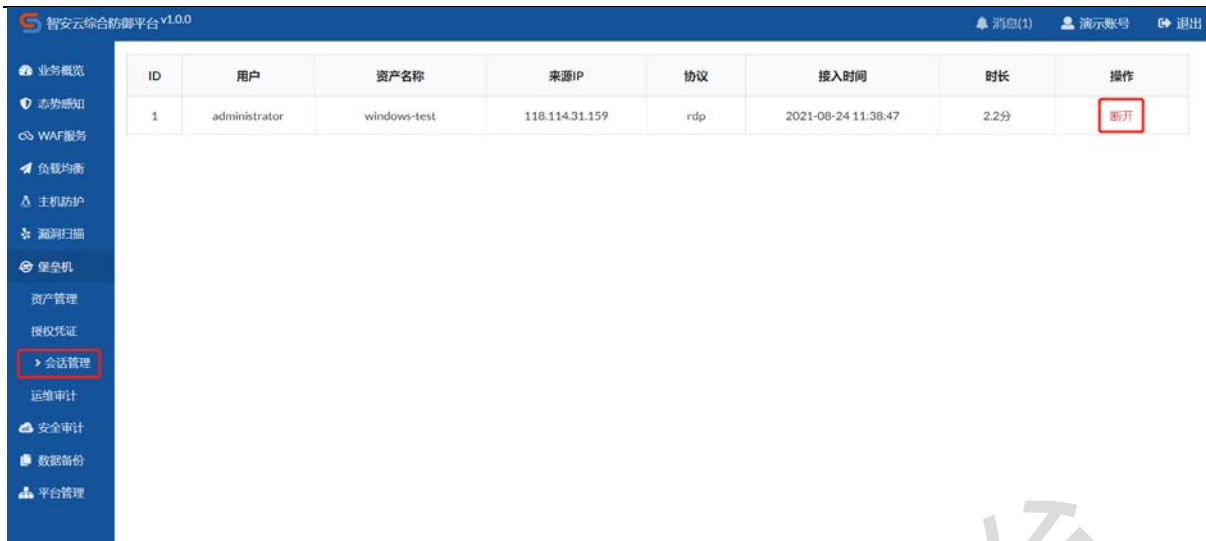 智安云综合防御平台 v1.0.0
消息(1) 演示账号 退出
业务概览
态势感知
WAF服务
负载均衡
主机防护
漏洞扫描
堡垒机
资产管理
授权凭证
会话管理
运维审计
安全审计
数据备份
平台管理
ID 用户 资产名称 来源IP 协议 接入时间 时长 操作
1 administrator windows-test 118.114.31.159 rdp 2021-08-24 11:38:47 2.2分 断开